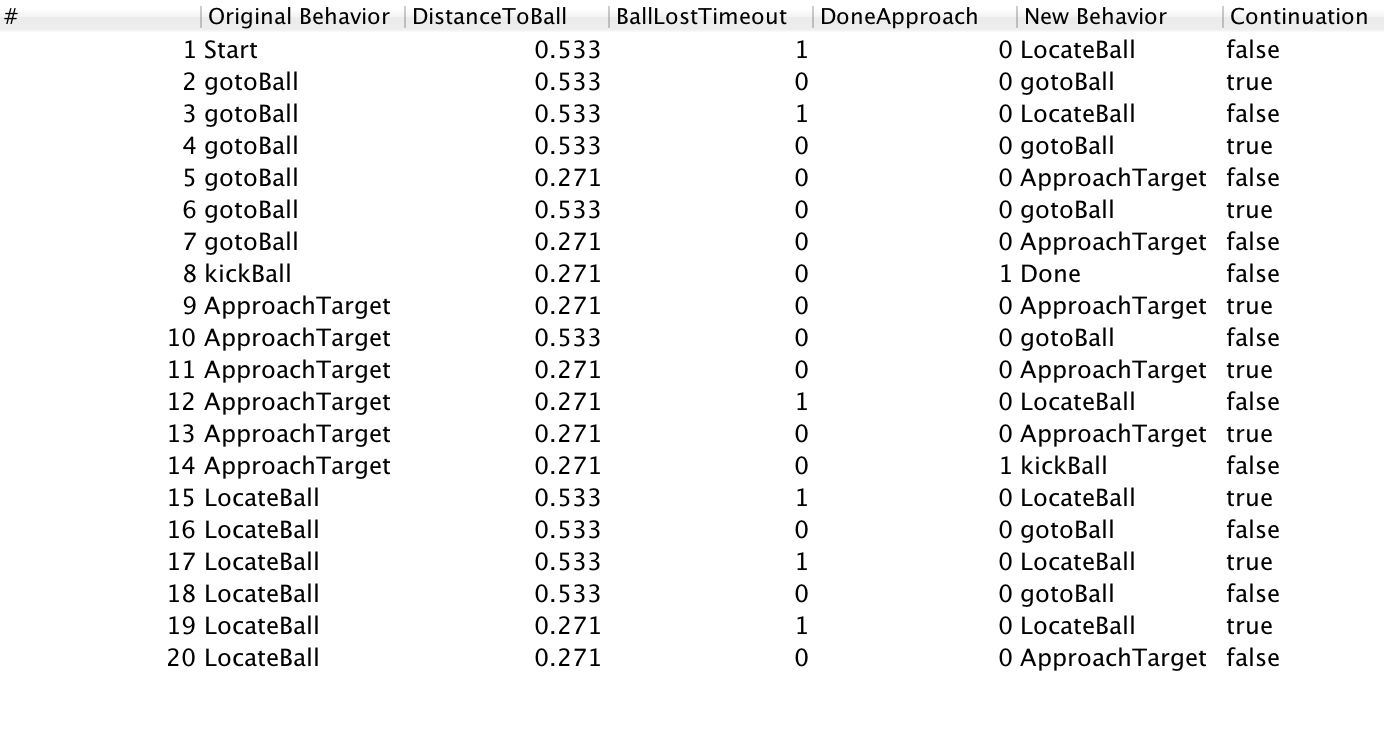 # Original Behavior DistanceToBall BallLostTimeout DoneApproach New Behavior Continuation
1 Start 0.533 1 0 LocateBall false
2 gotoBall 0.533 0 0 gotoBall true
3 gotoBall 0.533 1 0 LocateBall false
4 gotoBall 0.533 0 0 gotoBall true
5 gotoBall 0.271 0 0 ApproachTarget false
6 gotoBall 0.533 0 0 gotoBall true
7 gotoBall 0.271 0 0 ApproachTarget false
8 kickBall 0.271 0 1 Done false
9 ApproachTarget 0.271 0 0 ApproachTarget true
10 ApproachTarget 0.533 0 0 gotoBall false
11 ApproachTarget 0.271 0 0 ApproachTarget true
12 ApproachTarget 0.271 1 0 LocateBall false
13 ApproachTarget 0.271 0 0 ApproachTarget true
14 ApproachTarget 0.271 0 1 kickBall false
15 LocateBall 0.533 1 0 LocateBall true
16 LocateBall 0.533 0 0 gotoBall false
17 LocateBall 0.533 1 0 LocateBall true
18 LocateBall 0.533 0 0 gotoBall false
19 LocateBall 0.271 1 0 LocateBall true
20 LocateBall 0.271 0 0 ApproachTarget false